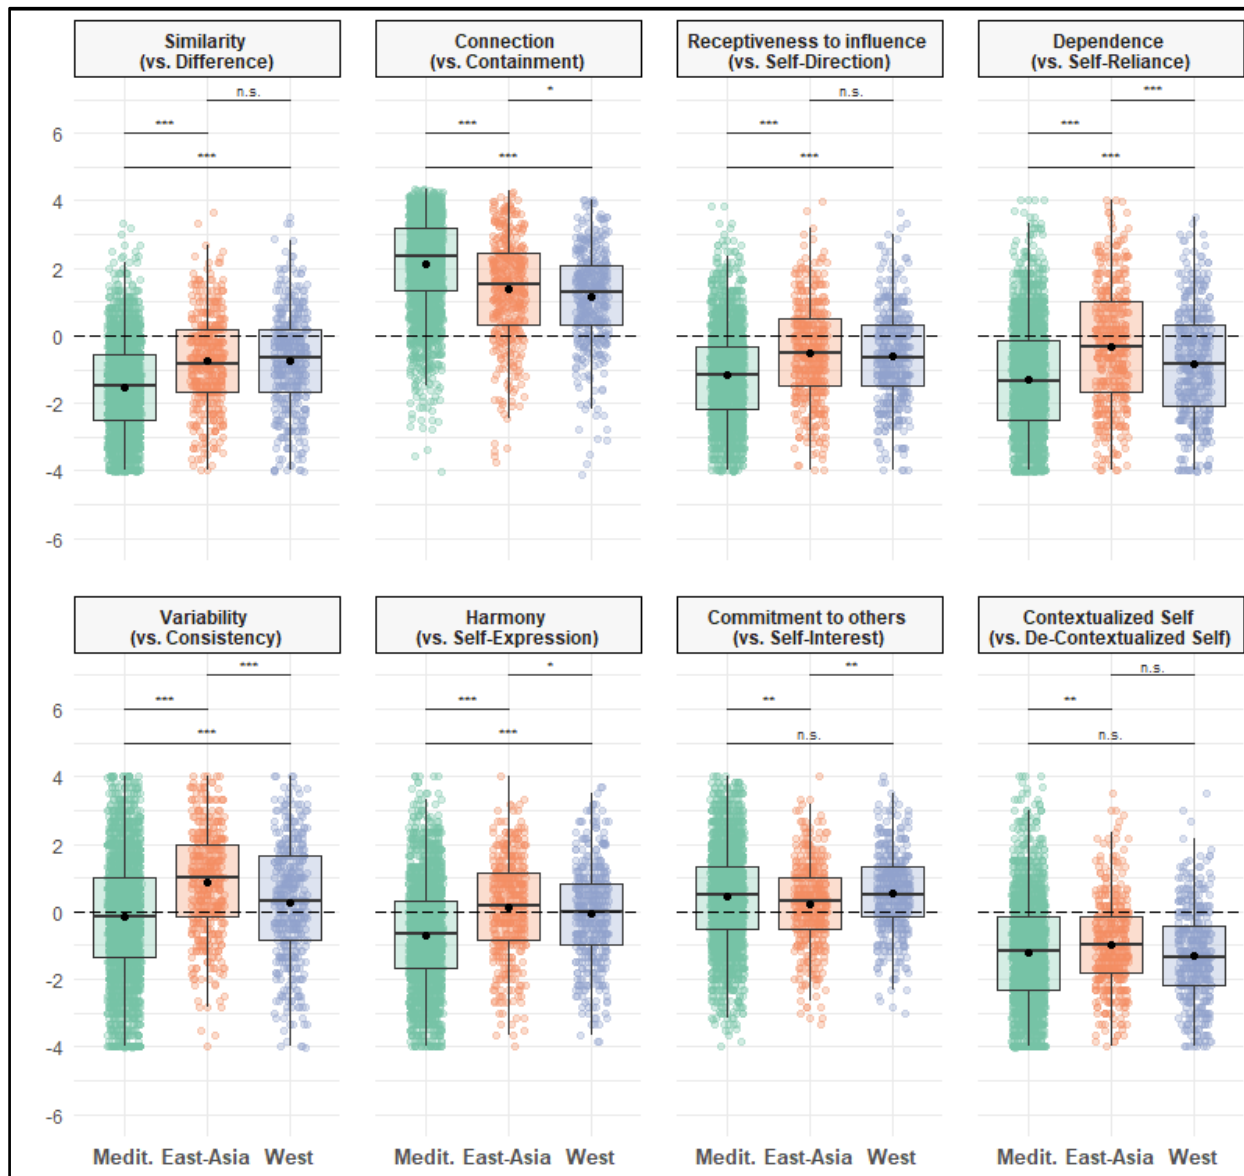 Similarity
(vs. Difference)
Connection
(vs. Containment)
Receptiveness to influence
(vs. Self-Direction)
Dependence
(vs. Self-Reliance)
n.s.
***
***
*
***
***
n.s.
***
***
***
***
***
6
4
2
0
-2
-4
-6
Variability
(vs. Consistency)
Harmony
(vs. Self-Expression)
Commitment to others
(vs. Self-Interest)
Contextualized Self
(vs. De-Contextualized Self)
***
***
***
*
***
***
**
**
n.s.
n.s.
**
n.s.
6
4
2
0
-2
-4
-6
Medit. East-Asia West
Medit. East-Asia West
Medit. East-Asia West
Medit. East-Asia West